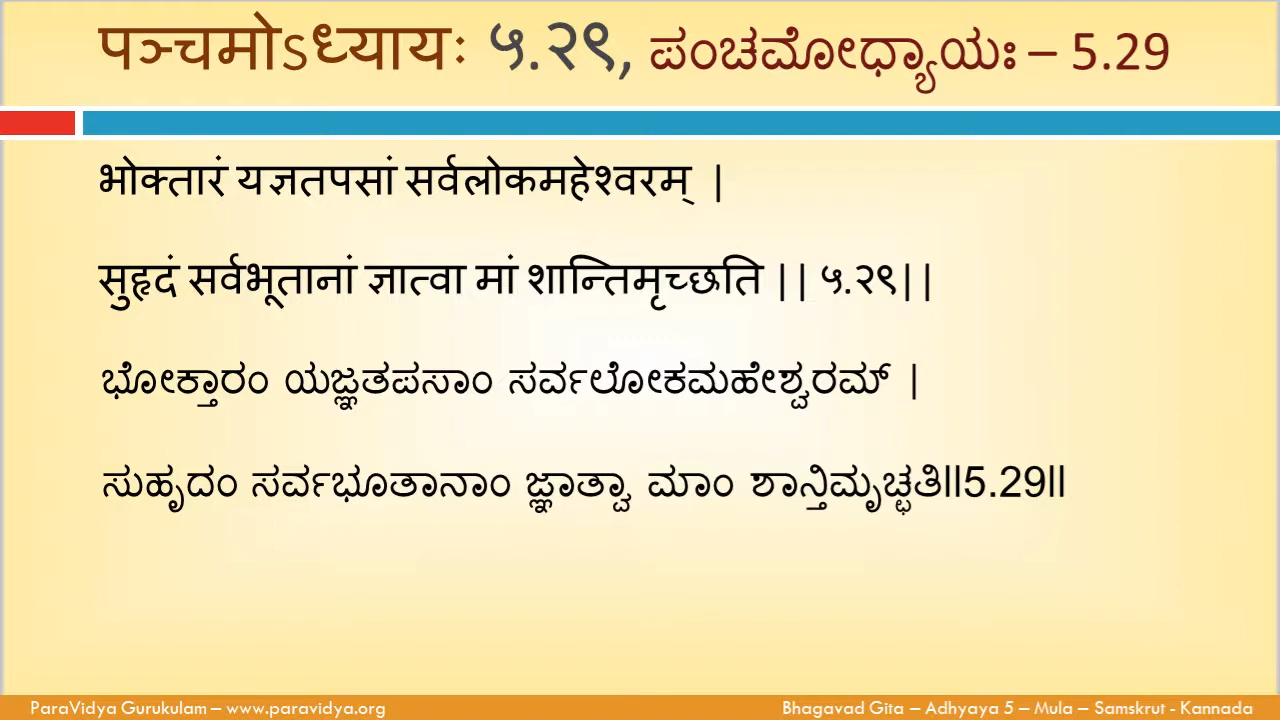 पञ्चमोऽध्यायः ५.२९, ಪಂಚಮೋಧ್ಯಾಯಃ – 5.29
भोक्तारं यज्ञतपसां सर्वलोकमहेश्वरम् |
सुहृदं सर्वभूतानां ज्ञात्वा मां शान्तिमृच्छति || ५.२९||
ಭೋಕ್ತಾರಂ ಯಜ್ಞತಪಸಾಂ ಸರ್ವಲೋಕಮಹೇಶ್ವರಮ್ |
ಸುಹೃದಂ ಸರ್ವಭೂತಾನಾಂ ಜ್ಞಾತ್ವಾ ಮಾಂ ಶಾನ್ತಿಮೃಚ್ಛತಿ||5.29||
ParaVidya Gurukulam – www.paravidya.org Bhagavad Gita – Adhyaya 5 – Mula – Samskrut - Kannada